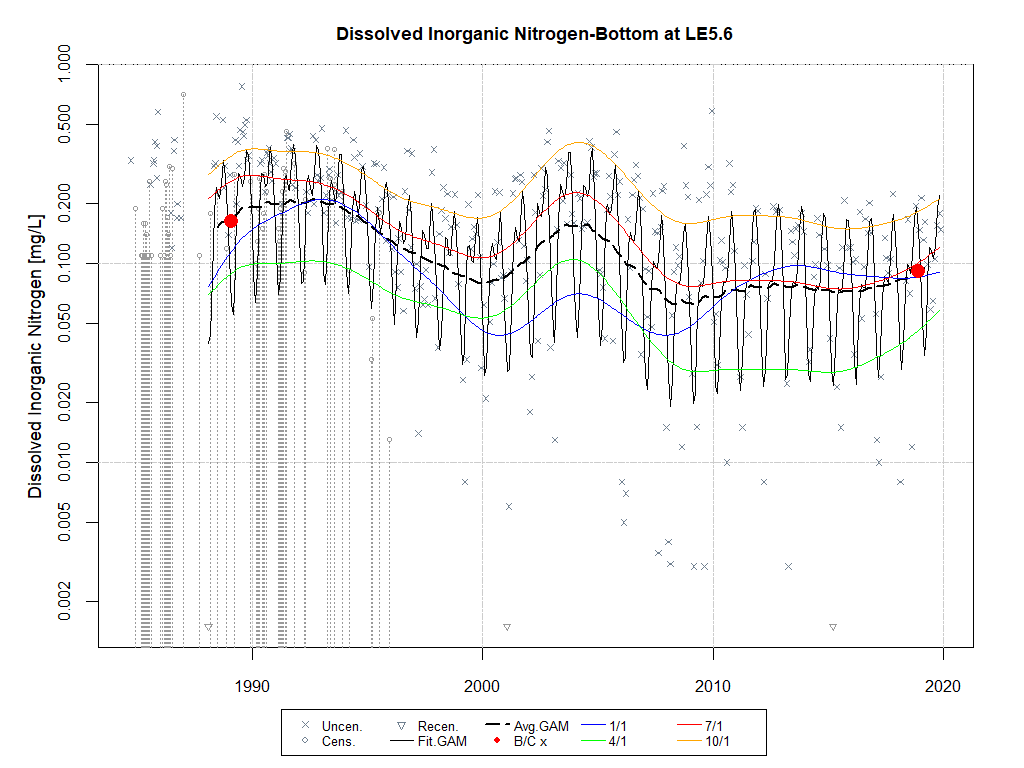 Dissolved Inorganic Nitrogen-Bottom at LE5.6
Dissolved Inorganic Nitrogen [mg/L]
1.000
0.500
0.200
0.100
0.050
0.020
0.010
0.005
0.002
1990 2000 2010 2020
Uncen. Recen. Avg.GAM 1/1 7/1
Cens. Fit.GAM B/C x 4/1 10/1